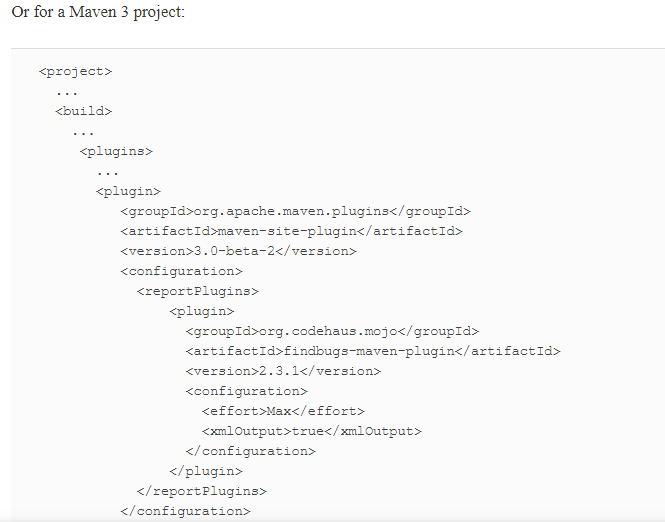 Or for a Maven 3 project:
<project>
...
<build>
...
<plugins>
...
<plugin>
<groupId>org.apache.maven.plugins</groupId>
<artifactId>maven-site-plugin</artifactId>
<version>3.0-beta-2</version>
<configuration>
<reportPlugins>
<plugin>
<groupId>org.codehaus.mojo</groupId>
<artifactId>findbugs-maven-plugin</artifactId>
<version>2.3.1</version>
<configuration>
<effort>Max</effort>
<xmlOutput>true</xmlOutput>
</configuration>
</plugin>
</reportPlugins>
</configuration>